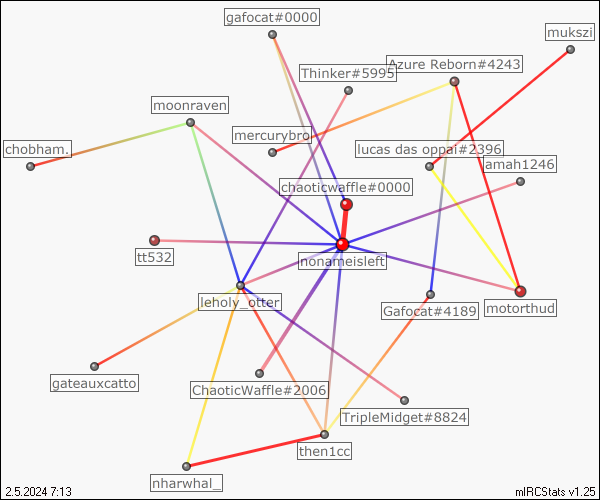 gafocat#0000
mukszi
Azure Reborn#4243
Thinker#5995
moonraven
mercurybro
chobham.
lucas das oppai#2396
amah1246
chaoticwaffle#0000
tt532
nonameisleft
leholy_otter
Gafocat#4189
motorthud
gateauxcatto
ChaoticWaffle#2006
TripleMidget#8824
then1cc
nharwhal_
2.5.2024 7:13
mIRCStats v1.25